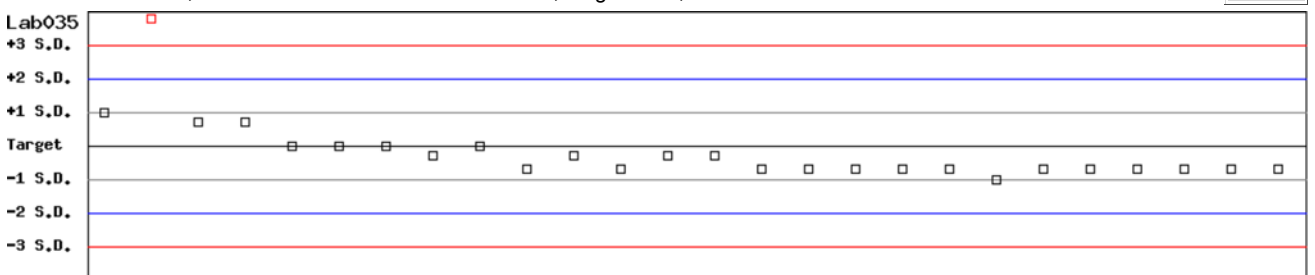 Lab035
+3 S.D.
+2 S.D.
+1 S.D.
Target
-1 S.D.
-2 S.D.
-3 S.D.